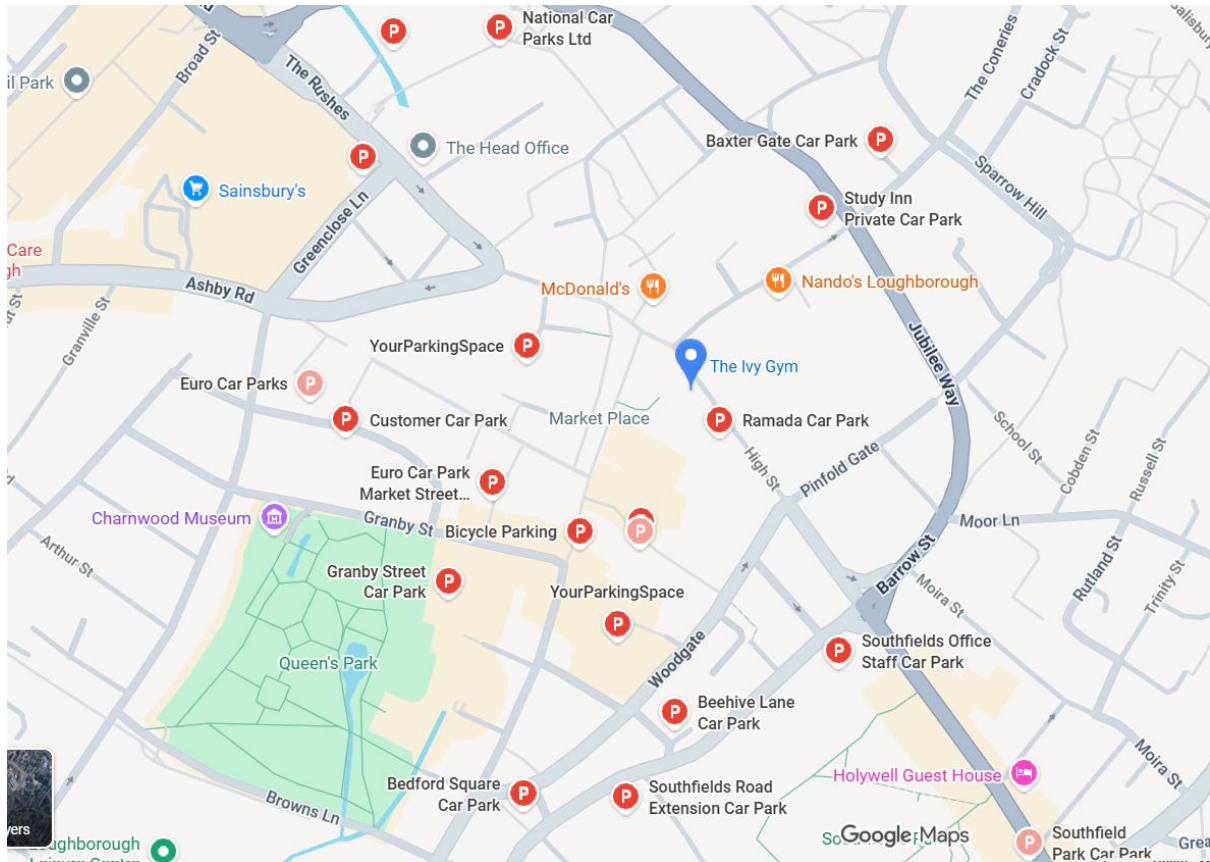 National Car
Parks Ltd
Broad St
The Rushes
The Coneries
Cradock St
il Park
The Head Office
Baxter Gate Car Park
Sparrow Hill
Sainsbury's
Greenclose Ln
Study Inn
Private Car Park
Care
gh
Ashby Rd
McDonald's
Nando's Loughborough
Granville St
Jubilee Way
YourParkingSpace
The Ivy Gym
Euro Car Parks
Customer Car Park
Market Place
Ramada Car Park
School St
Cobden St
Russell St
High St
Pinfold Gate
Euro Car Park
Market Street...
Charnwood Museum
Granby St
Bicycle Parking
Moor Ln
Arthur St
Granby Street
Car Park
YourParkingSpace
Barrow St
Moira St
Rutland St
Trinity St
Queen's Park
Woodgate
Southfields Office
Staff Car Park
Beehive Lane
Car Park
Bedford Square
Car Park
Southfields Road
Extension Car Park
Holywell Guest House
Moira St
Browns Ln
yers
Loughborough
Google Maps
Southfield
Park Car Park
Grea